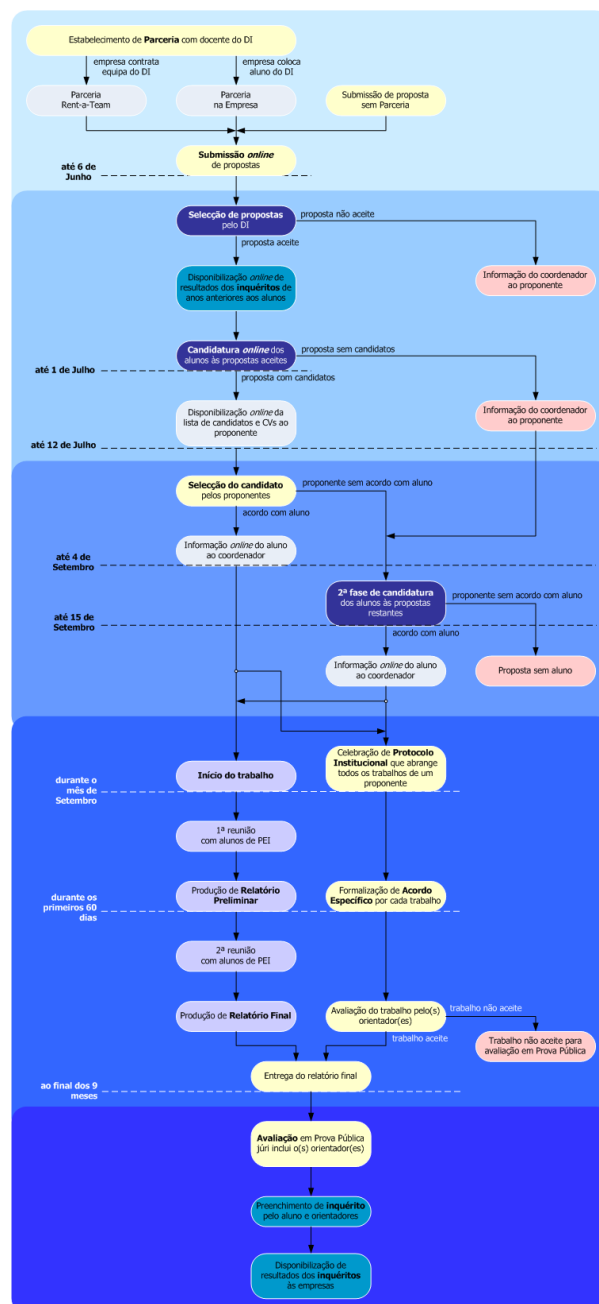 Estabelecimento de Parceria com docente do DI
empresa contrata
equipa do DI
empresa coloca
aluno do DI
Parceria
Rent-a-Team
Parceria
na Empresa
Submissão de proposta
sem Parceria
Submissão online
de propostas
até 6 de
Junho
Selecção de propostas
pelo DI
proposta não aceite
proposta aceite
Disponibilização online de
resultados dos inquéritos de
anos anteriores aos alunos
Informação do coordenador
ao proponente
Candidatura online dos
alunos às propostas aceites
proposta sem candidatos
até 1 de Julho
proposta com candidatos
Disponibilização online da
lista de candidatos e CVs ao
proponente
Informação do coordenador
ao proponente
até 12 de Julho
Selecção do candidato
pelos proponentes
proponente sem acordo com aluno
acordo com aluno
Informação online do aluno
ao coordenador
até 4 de
Setembro
2ª fase de candidatura
dos alunos às propostas
restantes
proponente sem acordo com aluno
até 15 de
Setembro
acordo com aluno
Informação online do aluno
ao coordenador
Proposta sem aluno
Início do trabalho
Celebração de Protocolo
Institucional que abrange
todos os trabalhos de um
proponente
durante o
mês de
Setembro
1ª reunião
com alunos de PEI
Produção de Relatório
Preliminar
Formalização de Acordo
Específico por cada trabalho
durante os
primeiros 60
dias
2ª reunião
com alunos de PEI
Produção de Relatório Final
Avaliação do trabalho pelo(s)
orientador(es)
trabalho não aceite
trabalho aceite
Trabalho não aceite para
avaliação em Prova Pública
Entrega do relatório final
ao final dos 9
meses
Avaliação em Prova Pública
júri inclui o(s) orientador(es)
Preenchimento de inquérito
pelo aluno e orientadores
Disponibilização de
resultados dos inquéritos
às empresas